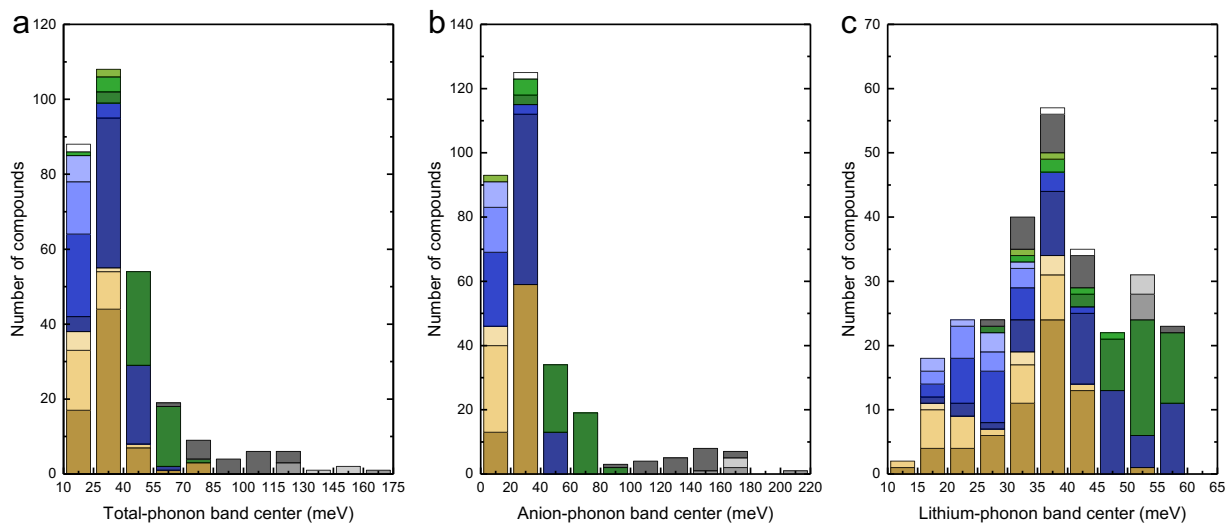 a
120
100
80
60
40
20
0
Number of compounds
10 25 40 55 70 85 100 115 130 145 160 175
Total-phonon band center (meV)
b
140
120
100
80
60
40
20
0
Number of compounds
0 20 40 60 80 100 120 140 160 180 200 220
Anion-phonon band center (meV)
c
70
60
50
40
30
20
10
0
Number of compounds
10 15 20 25 30 35 40 45 50 55 60 65
Lithium-phonon band center (meV)